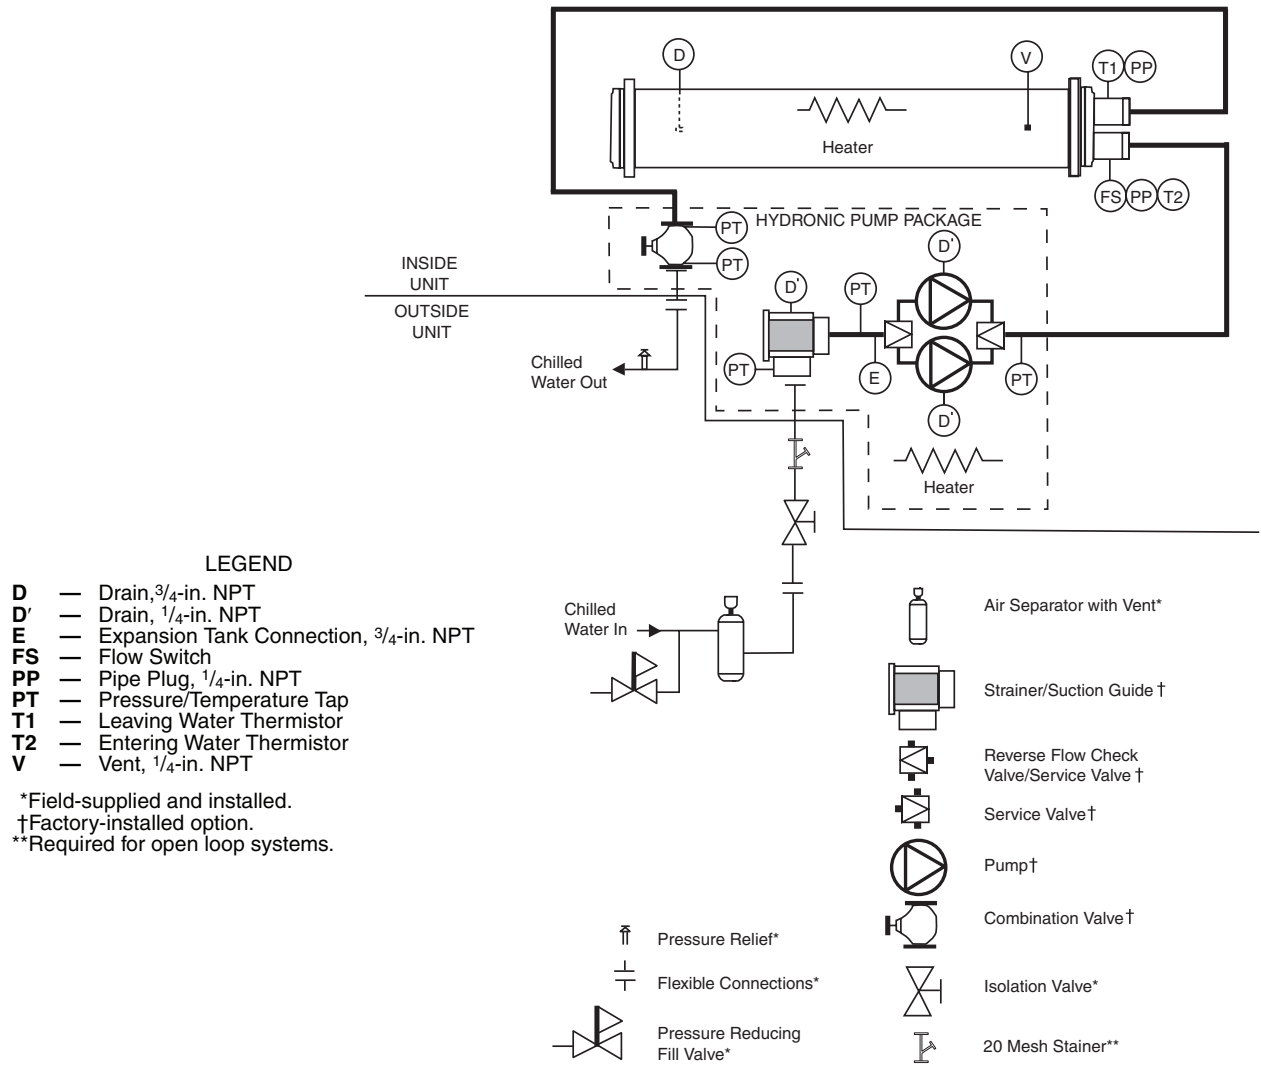 D
V
T1
PP
Heater
FS
PP
T2
HYDRONIC PUMP PACKAGE
PT
PT
D'
INSIDE
UNIT
OUTSIDE
UNIT
D'
PT
Chilled
Water Out
PT
E
PT
D'
Heater
LEGEND
D — Drain,3/4-in. NPT
D′ — Drain, 1/4-in. NPT
E — Expansion Tank Connection, 3/4-in. NPT
FS — Flow Switch
PP — Pipe Plug, 1/4-in. NPT
PT — Pressure/Temperature Tap
T1 — Leaving Water Thermistor
T2 — Entering Water Thermistor
V — Vent, 1/4-in. NPT
*Field-supplied and installed.
†Factory-installed option.
**Required for open loop systems.
Chilled
Water In
Air Separator with Vent*
Strainer/Suction Guide†
Reverse Flow Check
Valve/Service Valve†
Service Valve†
Pump†
Combination Valve†
Isolation Valve*
20 Mesh Stainer**
Pressure Relief*
Flexible Connections*
Pressure Reducing
Fill Valve*